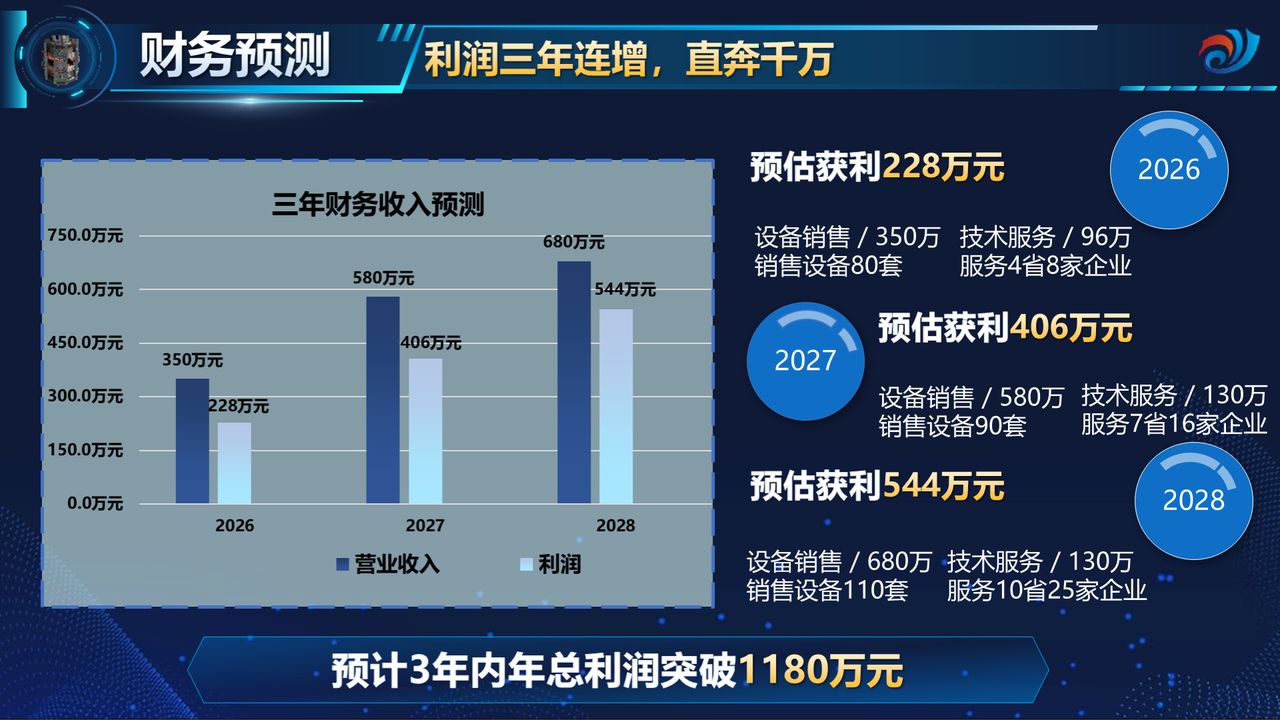 财务预测
利润三年连增，直奔千万
三年财务收入预测
750.0万元
600.0万元
450.0万元
300.0万元
150.0万元
0.0万元
350万元
228万元
580万元
406万元
680万元
544万元
2026
2027
2028
营业收入
利润
预估获利228万元
2026
设备销售 / 350万
销售设备80套
技术服务 / 96万
服务4省8家企业
2027
预估获利406万元
设备销售 / 580万
销售设备90套
技术服务 / 130万
服务7省16家企业
预估获利544万元
2028
设备销售 / 680万
销售设备110套
技术服务 / 130万
服务10省25家企业
预计3年内年总利润突破1180万元